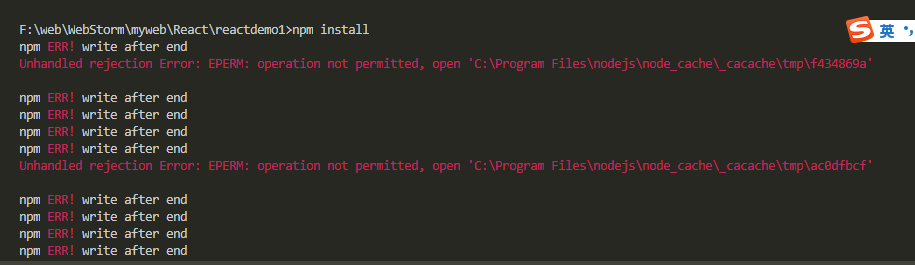 F:\web\WebStorm\myweb\React\reactdemo1>npm install
npm ERR! write after end
Unhandled rejection Error: EPERM: operation not permitted, open 'C:\Program Files\nodejs\node_cache\_cacache\tmp\f434869a'
npm ERR! write after end
npm ERR! write after end
npm ERR! write after end
npm ERR! write after end
Unhandled rejection Error: EPERM: operation not permitted, open 'C:\Program Files\nodejs\node_cache\_cacache\tmp\ac0dfbcf'
npm ERR! write after end
npm ERR! write after end
npm ERR! write after end
npm ERR! write after end
S 英 •,